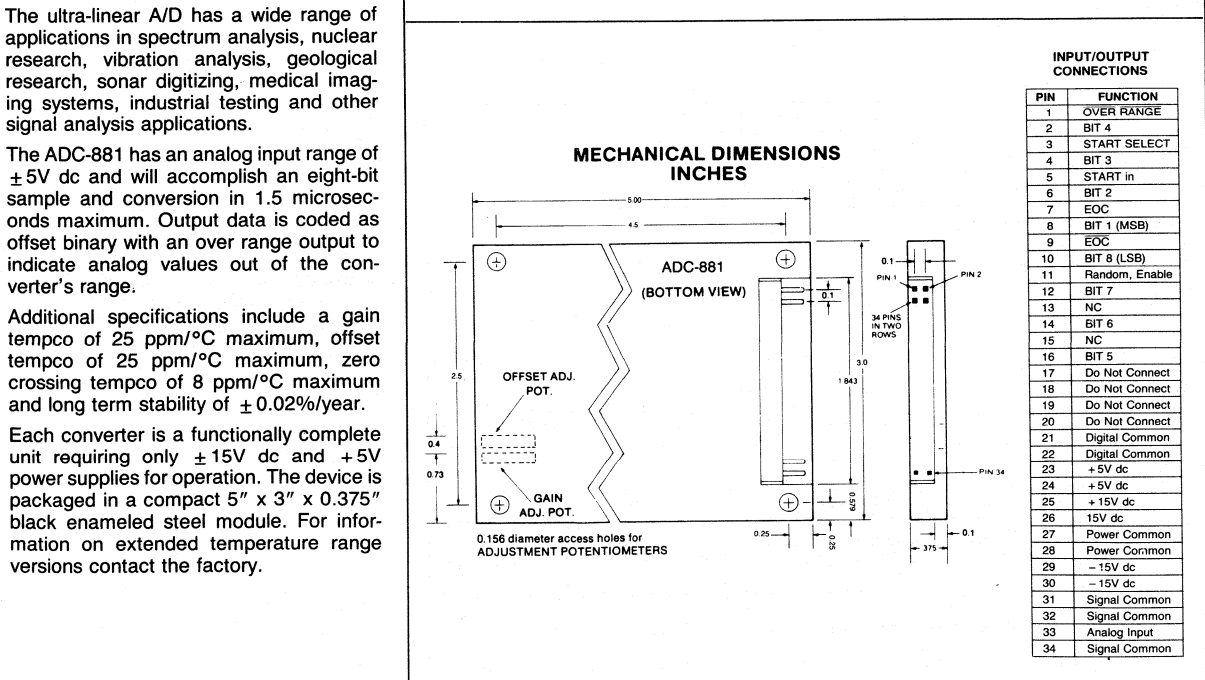 The ultra-linear A/D has a wide range of
applications in spectrum analysis, nuclear
research, vibration analysis, geological
research, sonar digitizing, medical imag-
ing systems, industrial testing and other
signal analysis applications.
The ADC-881 has an analog input range of
±5V dc and will accomplish an eight-bit
sample and conversion in 1.5 microsec-
onds maximum. Output data is coded as
offset binary with an over range output to
indicate analog values out of the con-
verter's range.
Additional specifications include a gain
tempco of 25 ppm/°C maximum, offset
tempco of 25 ppm/°C maximum, zero
crossing tempco of 8 ppm/°C maximum
and long term stability of ±0.02%/year.
Each converter is a functionally complete
unit requiring only ±15V dc and +5V
power supplies for operation. The device is
packaged in a compact 5" x 3" x 0.375"
black enameled steel module. For infor-
mation on extended temperature range
versions contact the factory.
MECHANICAL DIMENSIONS
INCHES
5.00
4.5
ADC-881
(BOTTOM VIEW)
0.1
2.5
OFFSET ADJ.
POT.
0.4
0.73
GAIN
ADJ. POT.
1 843
3.0
0.579
0.25
0.25
0.156 diameter access holes for
ADJUSTMENT POTENTIOMETERS
0.1
PIN 1
PIN 2
34 PINS
IN TWO
ROWS
PIN 34
0.1
375
INPUT/OUTPUT
CONNECTIONS
PIN FUNCTION
1 OVER RANGE
2 BIT 4
3 START SELECT
4 BIT 3
5 START in
6 BIT 2
7 EOC
8 BIT 1 (MSB)
9 EOC
10 BIT 8 (LSB)
11 Random, Enable
12 BIT 7
13 NC
14 BIT 6
15 NC
16 BIT 5
17 Do Not Connect
18 Do Not Connect
19 Do Not Connect
20 Do Not Connect
21 Digital Common
22 Digital Common
23 +5V dc
24 +5V dc
25 +15V dc
26 15V dc
27 Power Common
28 Power Common
29 −15V dc
30 −15V dc
31 Signal Common
32 Signal Common
33 Analog Input
34 Signal Common